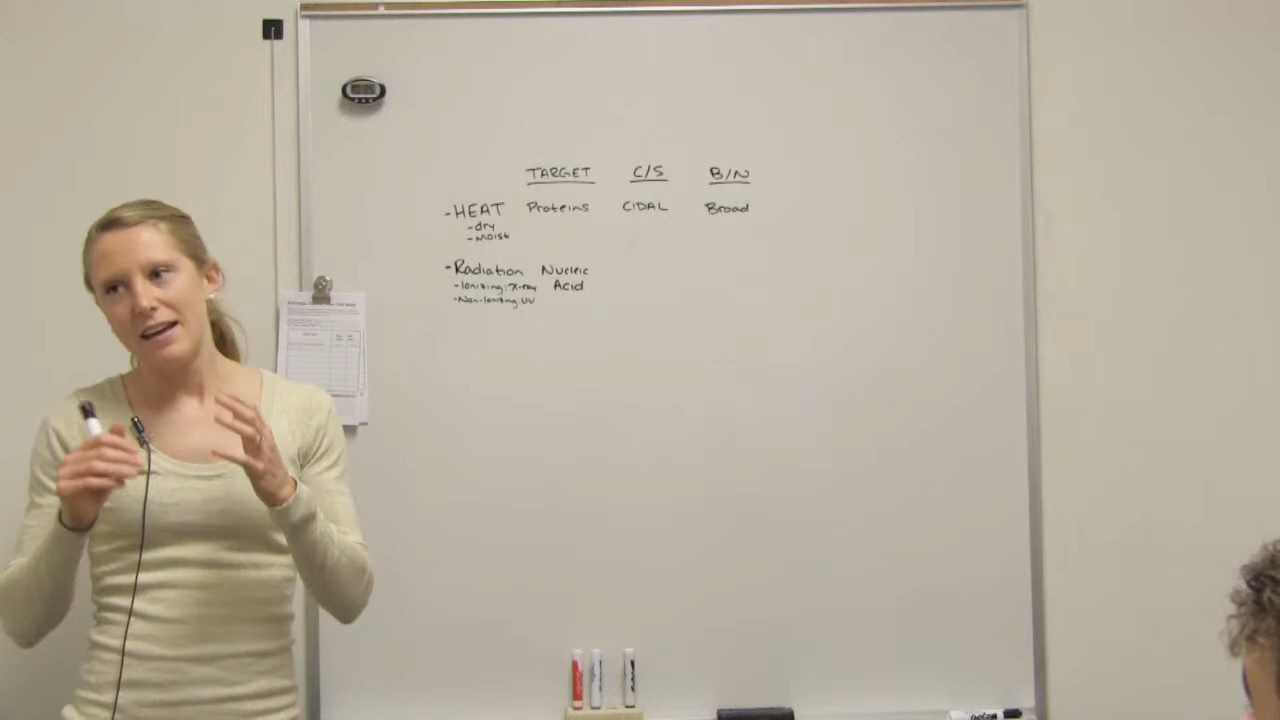 TARGET C/S B/N
- HEAT Proteins CIDAL Broad
- dry
- Moist
- Radiation Nucleic
- Ionizing: X-ray Acid
- Non-Ionizing: UV